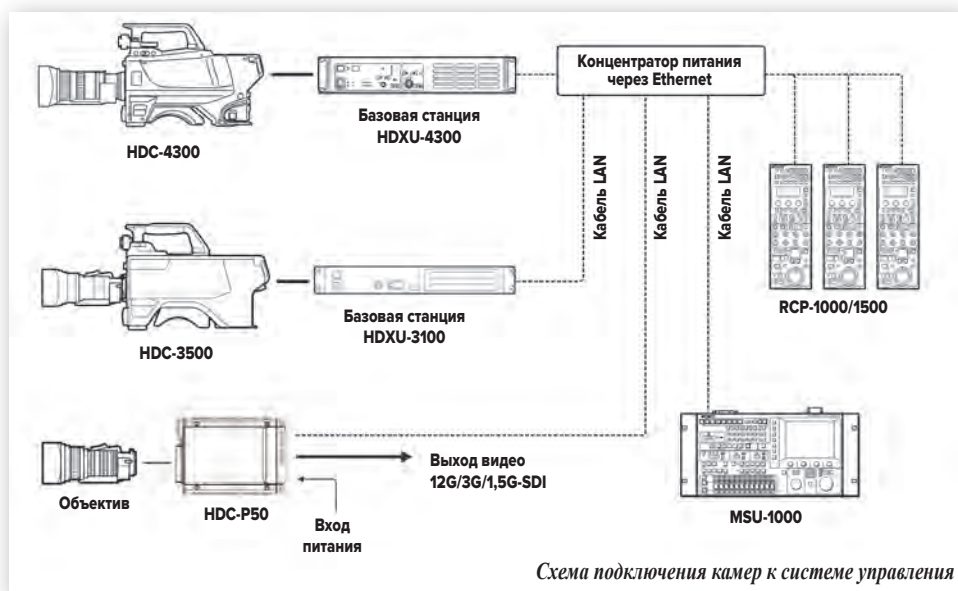 HDC-4300
Базовая станция
HDXU-4300
Концентратор питания
через Ethernet
Кабель LAN
Кабель LAN
Кабель LAN
RCP-1000/1500
HDC-3500
Базовая станция
HDXU-3100
Объектив
HDC-P50
Вход
питания
Выход видео
12G/3G/1,5G-SDI
MSU-1000
Схема подключения камер к системе управления